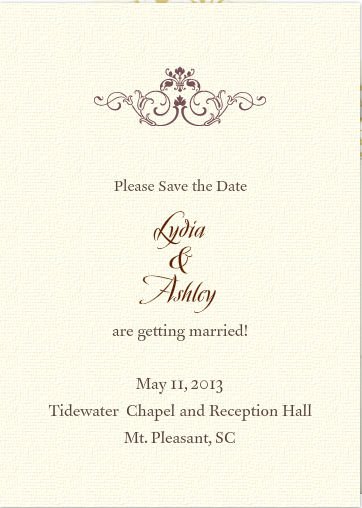 Please Save the Date
Lydia
&
Ashley
are getting married!
May 11, 2013
Tidewater Chapel and Reception Hall
Mt. Pleasant, SC